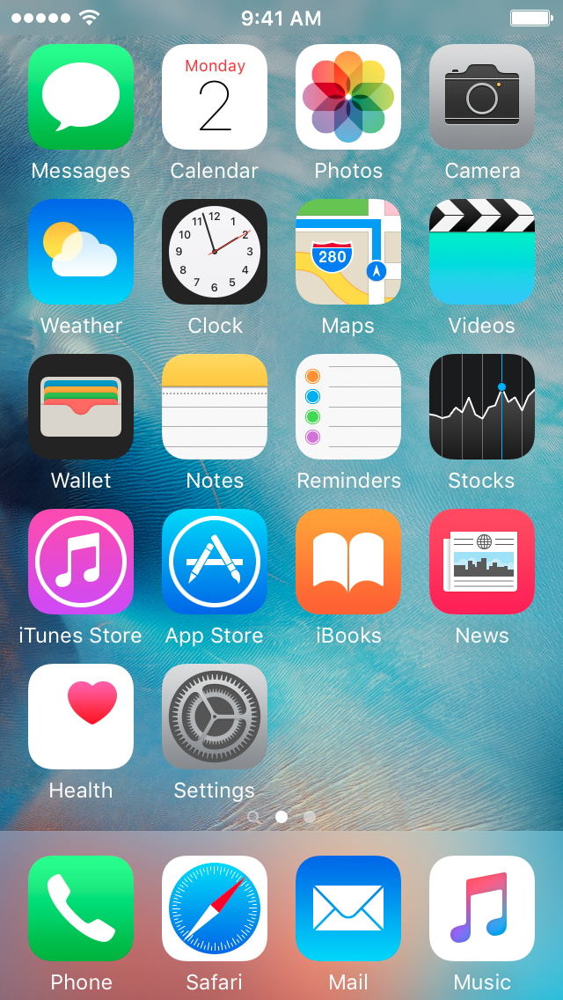 9:41 AM
Monday
2
Messages
Calendar
Photos
Camera
12
11 1
10 2
9 3
8 4
7 5
6
280
Weather
Clock
Maps
Videos
Wallet
Notes
Reminders
Stocks
iTunes Store
App Store
iBooks
News
Health
Settings
Phone
Safari
Mail
Music